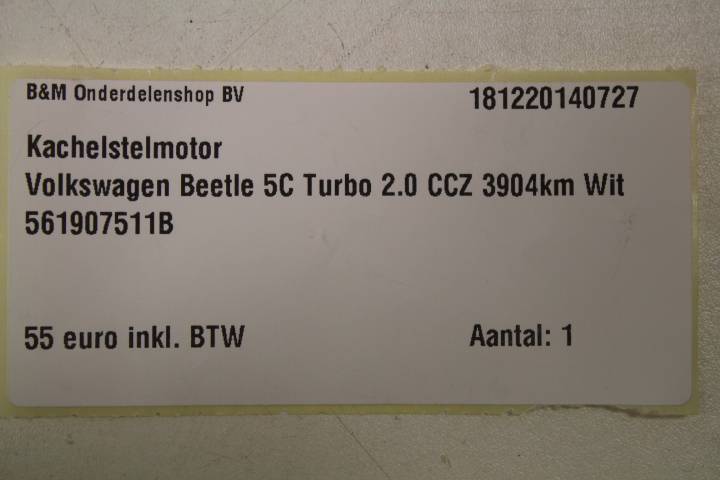 B&M Onderdelenshop BV 181220140727
Kachelstelmotor
Volkswagen Beetle 5C Turbo 2.0 CCZ 3904km Wit
561907511B
55 euro inkl. BTW Aantal: 1